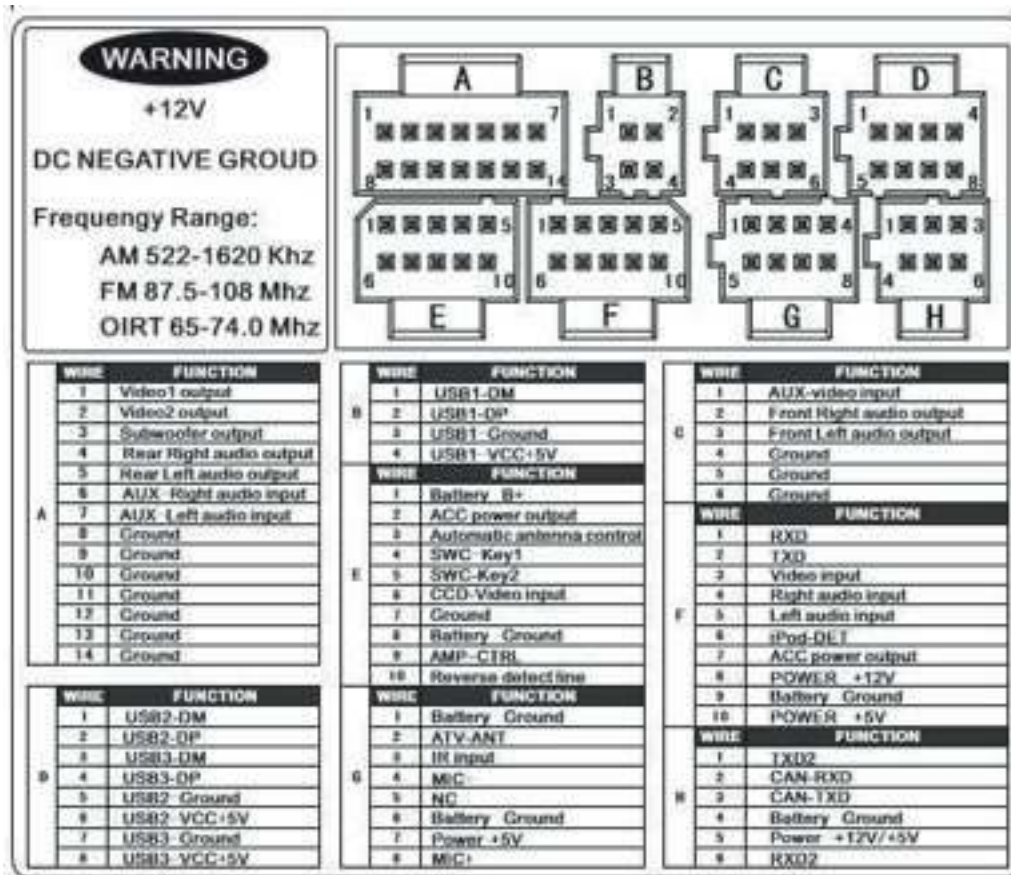 WARNING
+12V
DC NEGATIVE GROUD
Frequengy Range:
AM 522-1620 Khz
FM 87.5-108 Mhz
OIRT 65-74.0 Mhz
A
1 7
8 14
B
1 2
3 4
C
1 3
4 6
D
1 4
5 8
1 5
6 10
E
1 5
6 10
F
1 4
5 8
G
1 3
4 6
H
A
WIRE FUNCTION
1 Video1 output
2 Video2 output
3 Subwoofer output
4 Rear Right audio output
5 Rear Left audio output
6 AUX-Right audio input
7 AUX-Left audio input
8 Ground
9 Ground
10 Ground
11 Ground
12 Ground
13 Ground
14 Ground
D
WIRE FUNCTION
1 USB2-DM
2 USB2-DP
3 USB3-DM
4 USB3-DP
5 USB2-Ground
6 USB2-VCC+5V
7 USB3-Ground
8 USB3-VCC+5V
B
WIRE FUNCTION
1 USB1-DM
2 USB1-DP
3 USB1-Ground
4 USB1-VCC+5V
E
WIRE FUNCTION
1 Battery B+
2 ACC power output
3 Automatic antenna control
4 SWC-Key1
5 SWC-Key2
6 CCD-Video input
7 Ground
8 Battery Ground
9 AMP-CTRL
10 Reverse detect line
G
WIRE FUNCTION
1 Battery Ground
2 ATV-ANT
3 IR input
4 MIC-
5 NC
6 Battery Ground
7 Power +5V
8 MIC+
C
WIRE FUNCTION
1 AUX-video input
2 Front Right audio output
3 Front Left audio output
4 Ground
5 Ground
6 Ground
F
WIRE FUNCTION
1 RXD
2 TXD
3 Video input
4 Right audio input
5 Left audio input
6 iPod-DET
7 ACC power output
8 POWER +12V
9 Battery Ground
10 POWER +5V
H
WIRE FUNCTION
1 TXD2
2 CAN-RXD
3 CAN-TXD
4 Battery Ground
5 Power +12V/+5V
6 RXD2